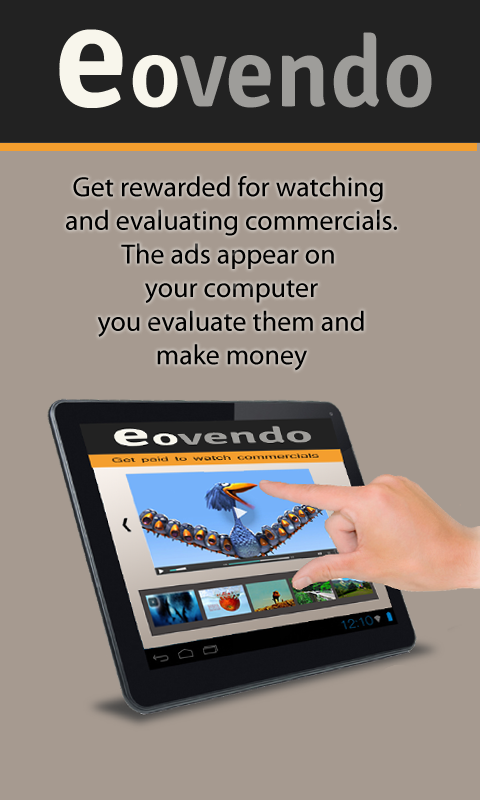 eovendo
Get rewarded for watching
and evaluating commercials.
The ads appear on
your computer
you evaluate them and
make money
eovendo
Get paid to watch commercials
12:10